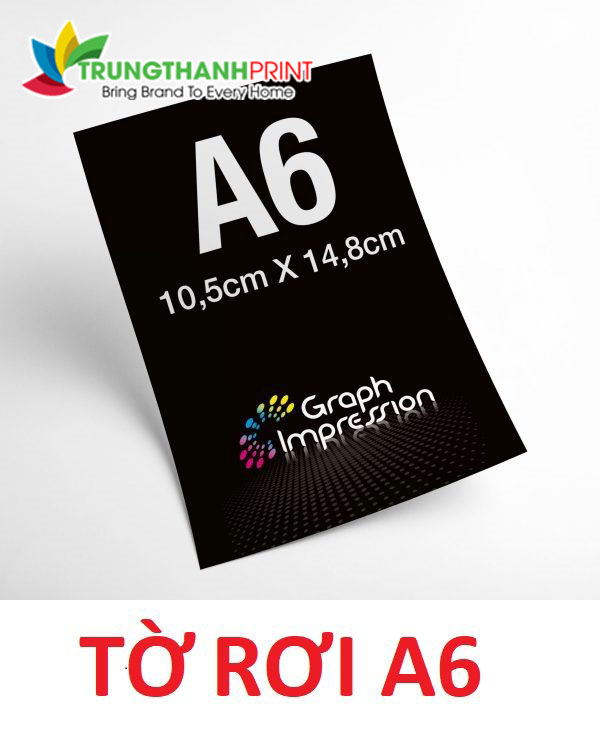 TRUNGTHANHPRINT
Bring Brand To Every Home
A6
10,5cm X 14,8cm
Graph
Impression
TỜ RƠI A6